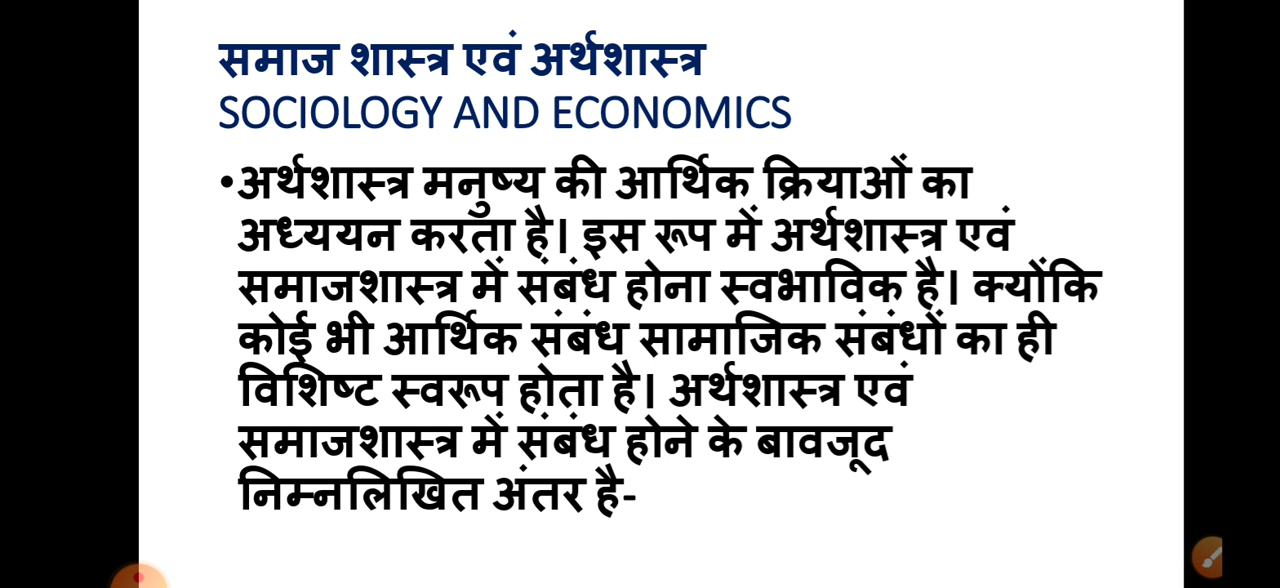 समाज शास्त्र एवं अर्थशास्त्र
SOCIOLOGY AND ECONOMICS
•अर्थशास्त्र मनुष्य की आर्थिक क्रियाओं का
अध्ययन करता है। इस रूप में अर्थशास्त्र एवं
समाजशास्त्र में संबंध होना स्वभाविक है। क्योंकि
कोई भी आर्थिक संबंध सामाजिक संबंधों का ही
विशिष्ट स्वरूप होता है। अर्थशास्त्र एवं
समाजशास्त्र में संबंध होने के बावजूद
निम्नलिखित अंतर है-